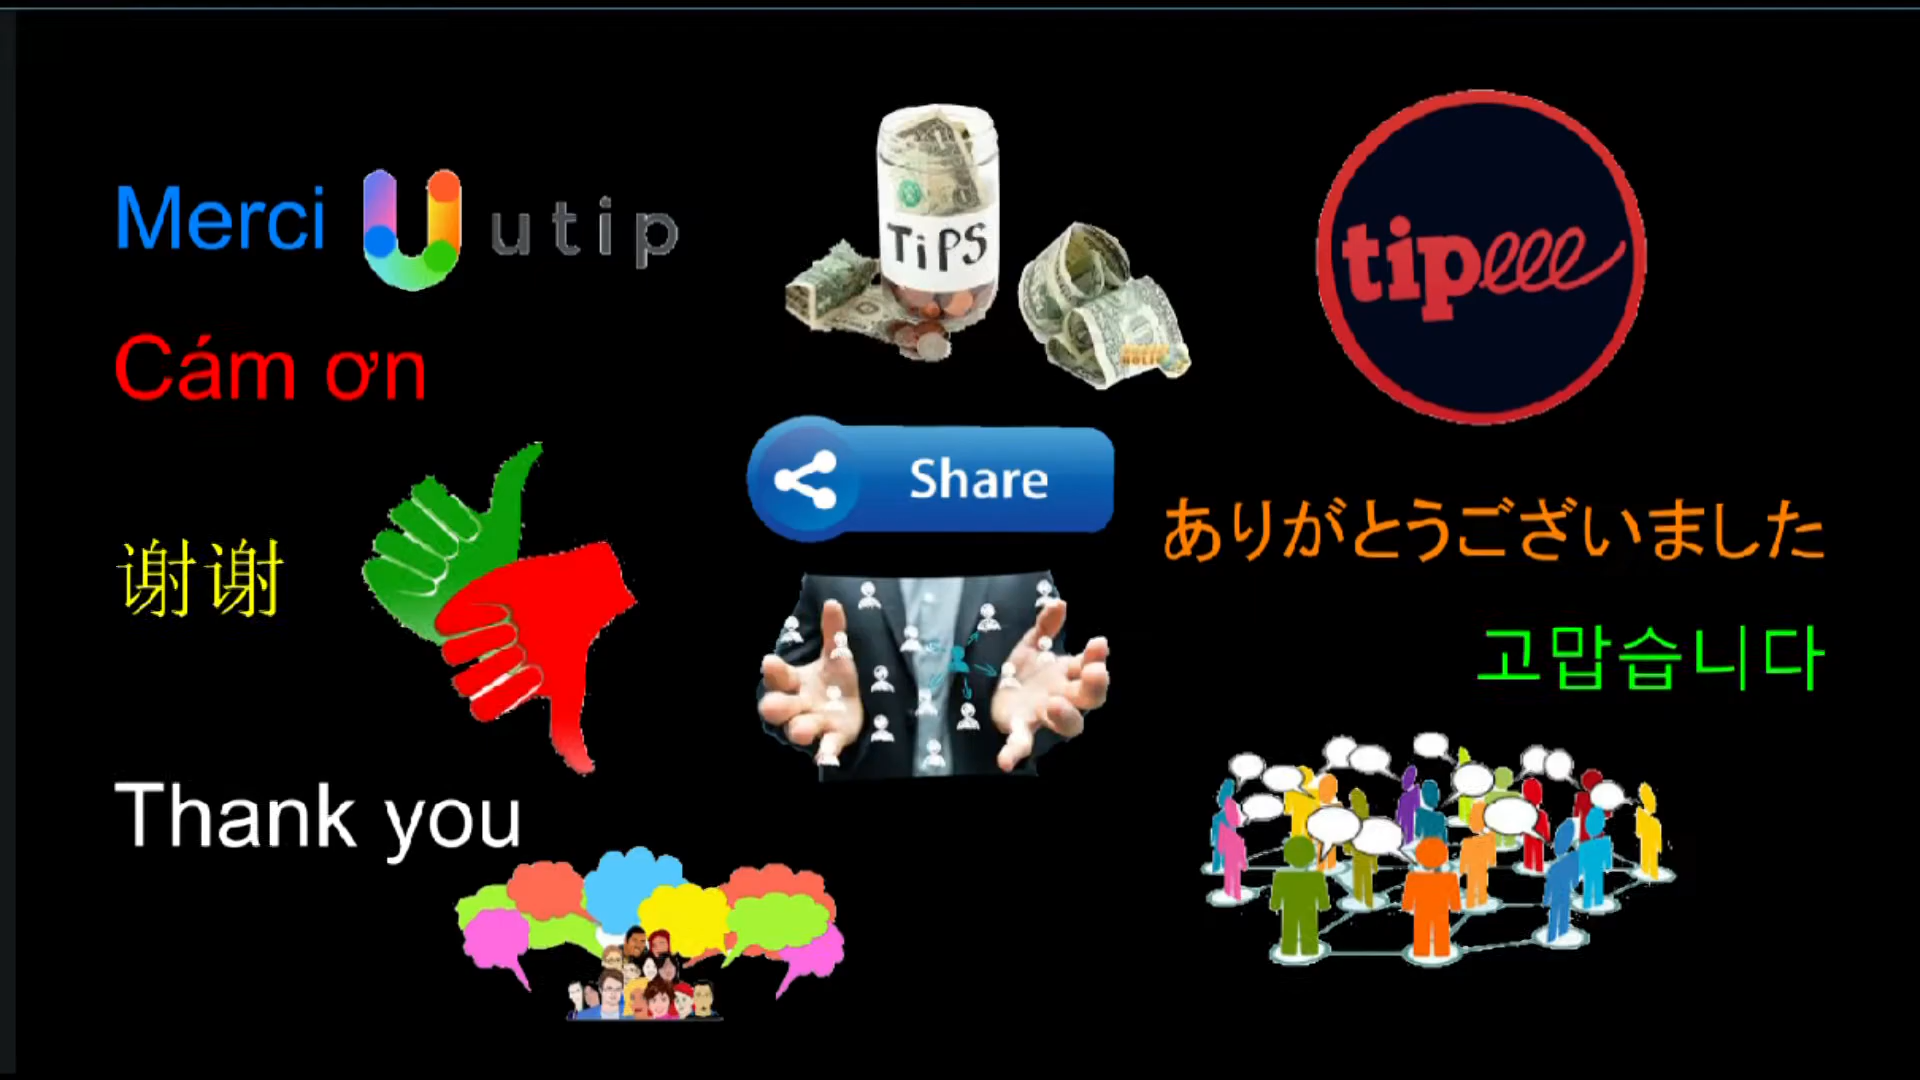 Merci
utip
TiPS
tipeee
Cám ơn
Share
谢谢
ありがとうございました
고맙습니다
Thank you